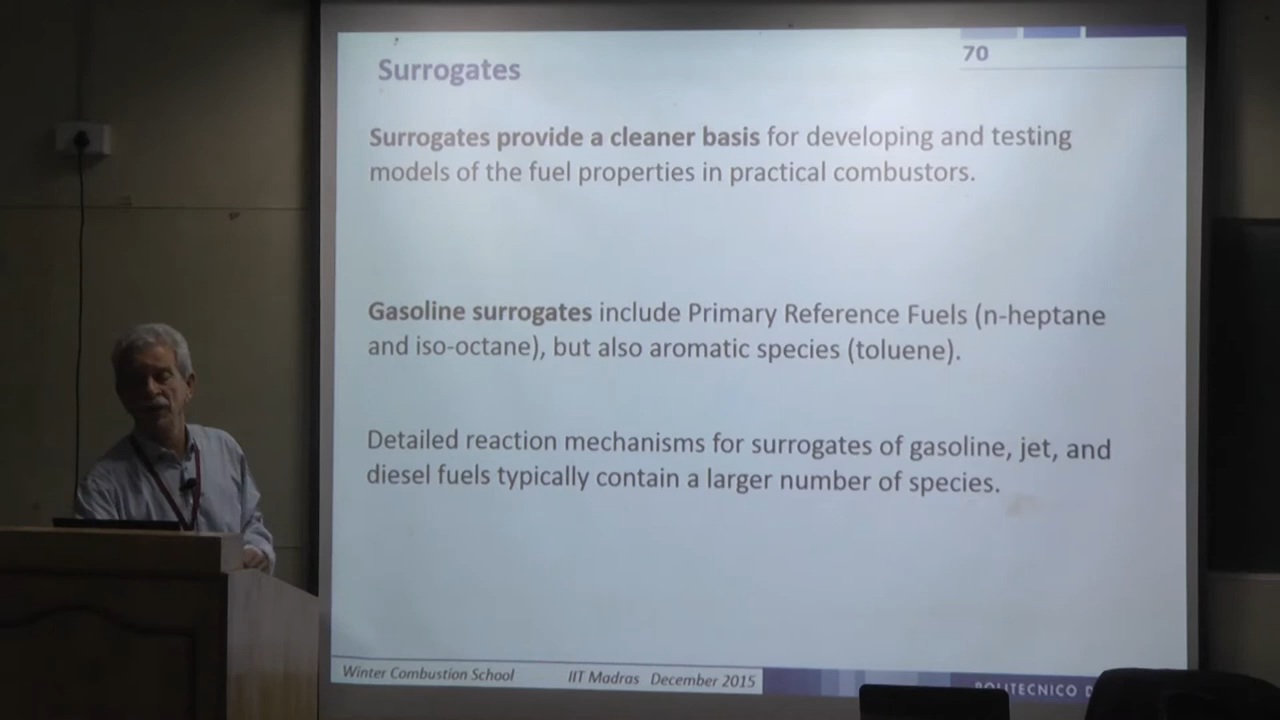 70
Surrogates
Surrogates provide a cleaner basis for developing and testing
models of the fuel properties in practical combustors.
Gasoline surrogates include Primary Reference Fuels (n-heptane
and iso-octane), but also aromatic species (toluene).
Detailed reaction mechanisms for surrogates of gasoline, jet, and
diesel fuels typically contain a larger number of species.
Winter Combustion School IIT Madras December 2015
POLITECNICO